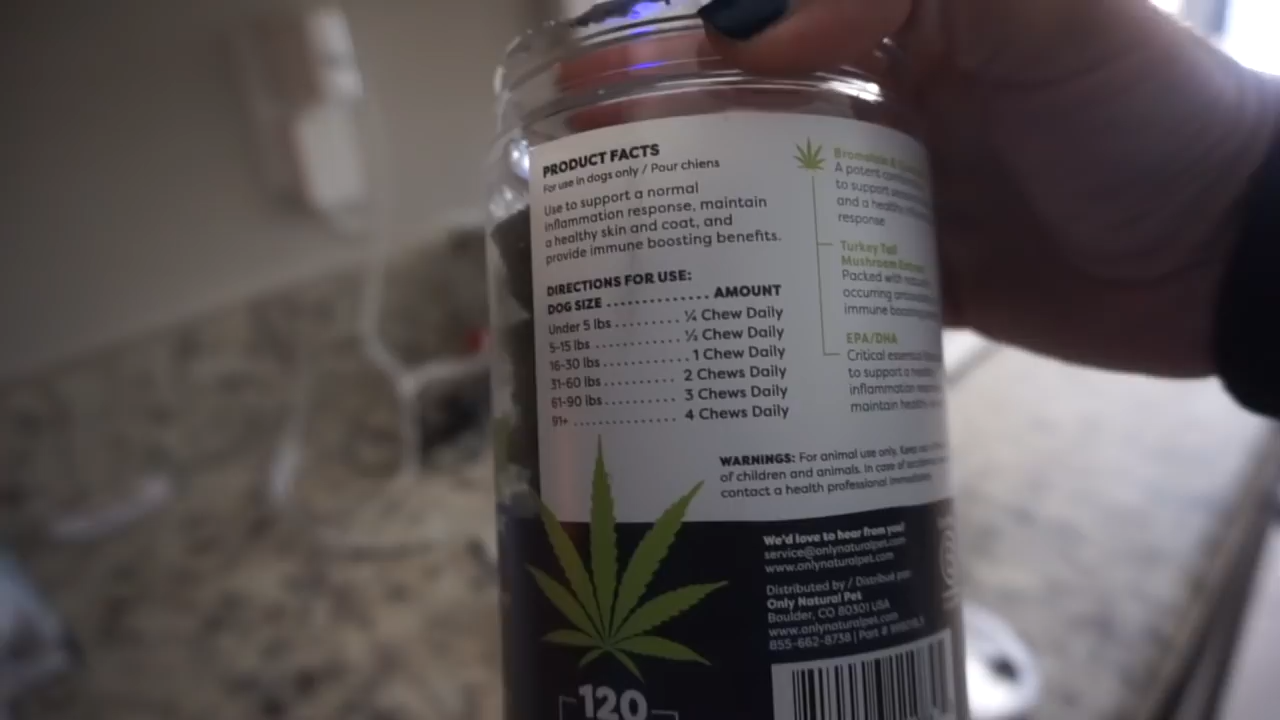 PRODUCT FACTS
For use in dogs only / Pour chiens
Use to support a normal
inflammation response, maintain
a healthy skin and coat, and
provide immune boosting benefits.
DIRECTIONS FOR USE:
DOG SIZE ............. AMOUNT
Under 5 lbs ........ ¼ Chew Daily
5-15 lbs ......... ½ Chew Daily
16-30 lbs ........... 1 Chew Daily
31-60 lbs .......... 2 Chews Daily
61-90 lbs ......... 3 Chews Daily
91+ ............. 4 Chews Daily
Bromelain &
A potent
to support
and a healthy
response
Turkey Tail
Mushroom Extract
Packed with
occurring
immune boosting
EPA/DHA
Critical essential
to support a healthy
inflammation
maintain healthy
WARNINGS: For animal use only. Keep
of children and animals. In case of
contact a health professional immediately.
We'd love to hear from you!
service@onlynaturalpet.com
www.onlynaturalpet.com
Distributed by / Distribué par:
Only Natural Pet
Boulder, CO 80301 USA
www.onlynaturalpet.com
855-662-8738 | Part #
120